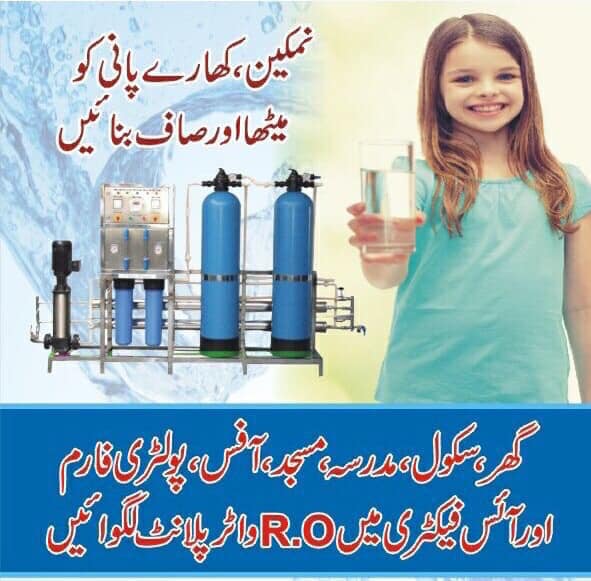 نمکین، کھارے پانی کو
میٹھا اور صاف بنائیں
گھر، سکول، مدرسہ، مسجد، آفس، پولٹری فارم
اور آئس فیکٹری میں R.O واٹر پلانٹ لگوائیں